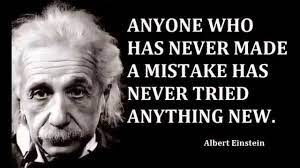 ANYONE WHO
HAS NEVER MADE
A MISTAKE HAS
NEVER TRIED
ANYTHING NEW.
Albert Einstein